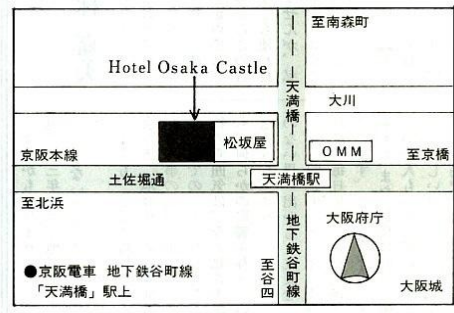 至南森町
Hotel Osaka Castle
天満橋
大川
松坂屋
OMM
京阪本線
至京橋
土佐堀通
天満橋駅
至北浜
地下鉄谷町線
大阪府庁
至谷四
●京阪電車 地下鉄谷町線
「天満橋」駅上
大阪城